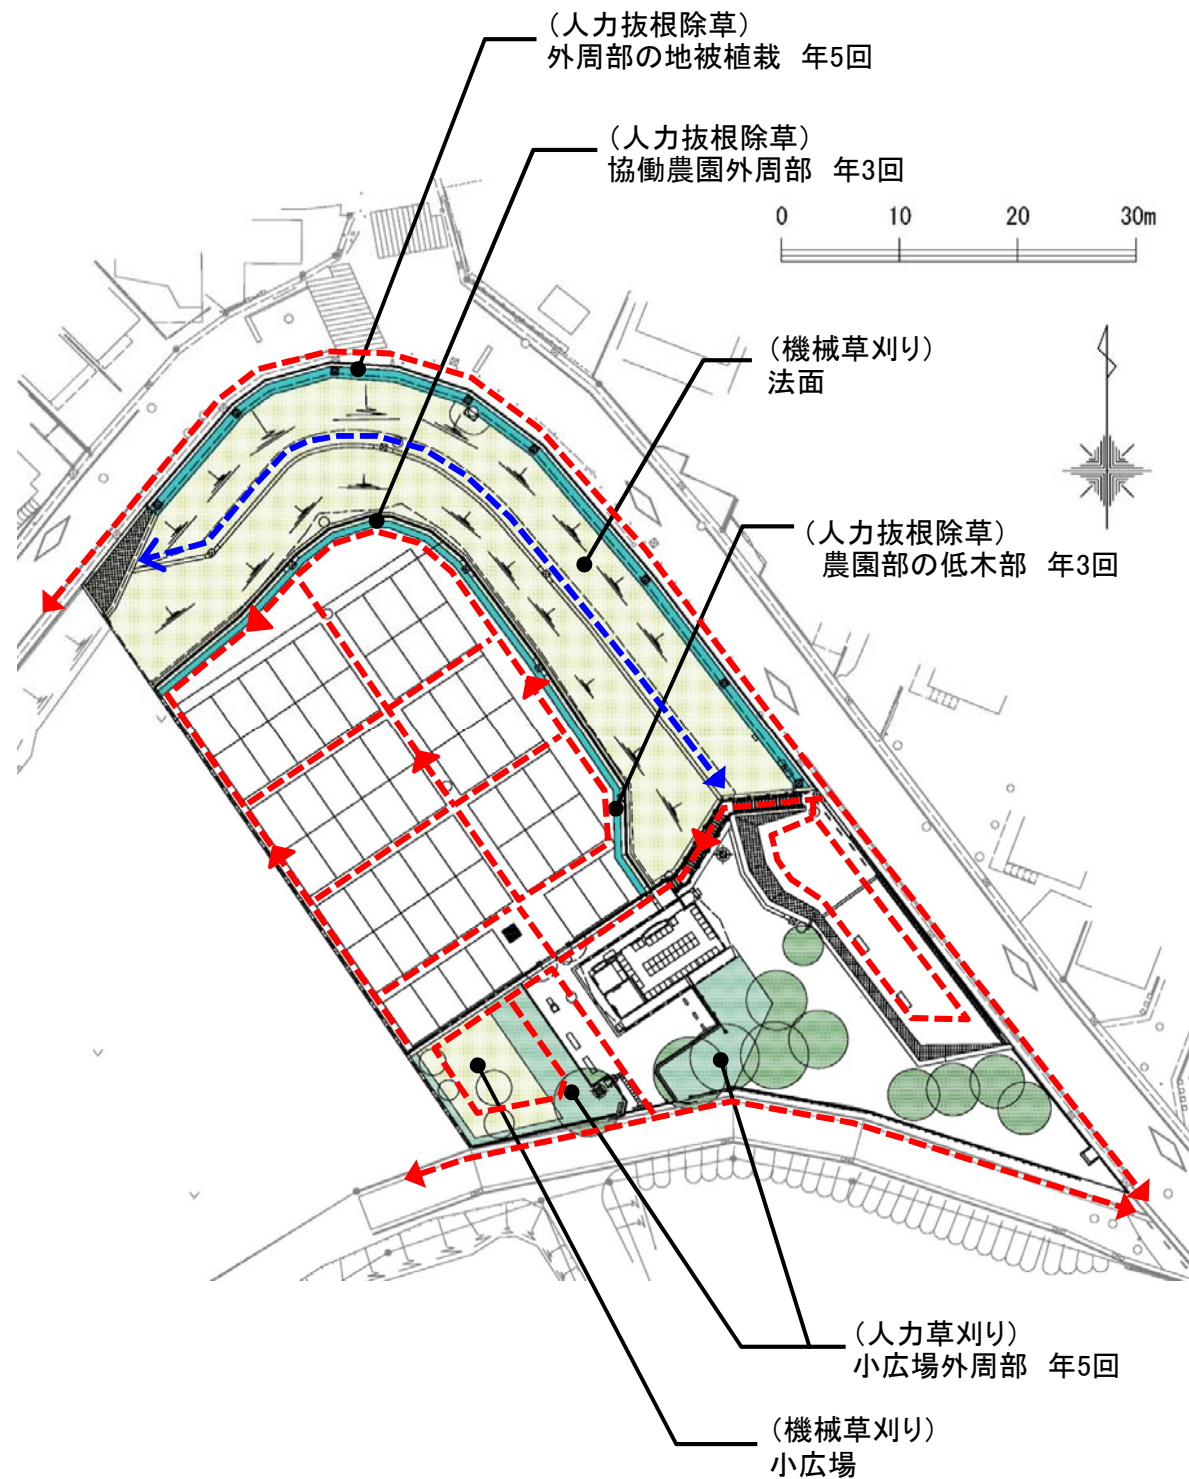 （人力抜根除草）
外周部の地被植栽　年5回
（人力抜根除草）
協働農園外周部　年3回
0　10　20　30m
（機械草刈り）
法面
（人力抜根除草）
農園部の低木部　年3回
（人力草刈り）
小広場外周部　年5回
（機械草刈り）
小広場